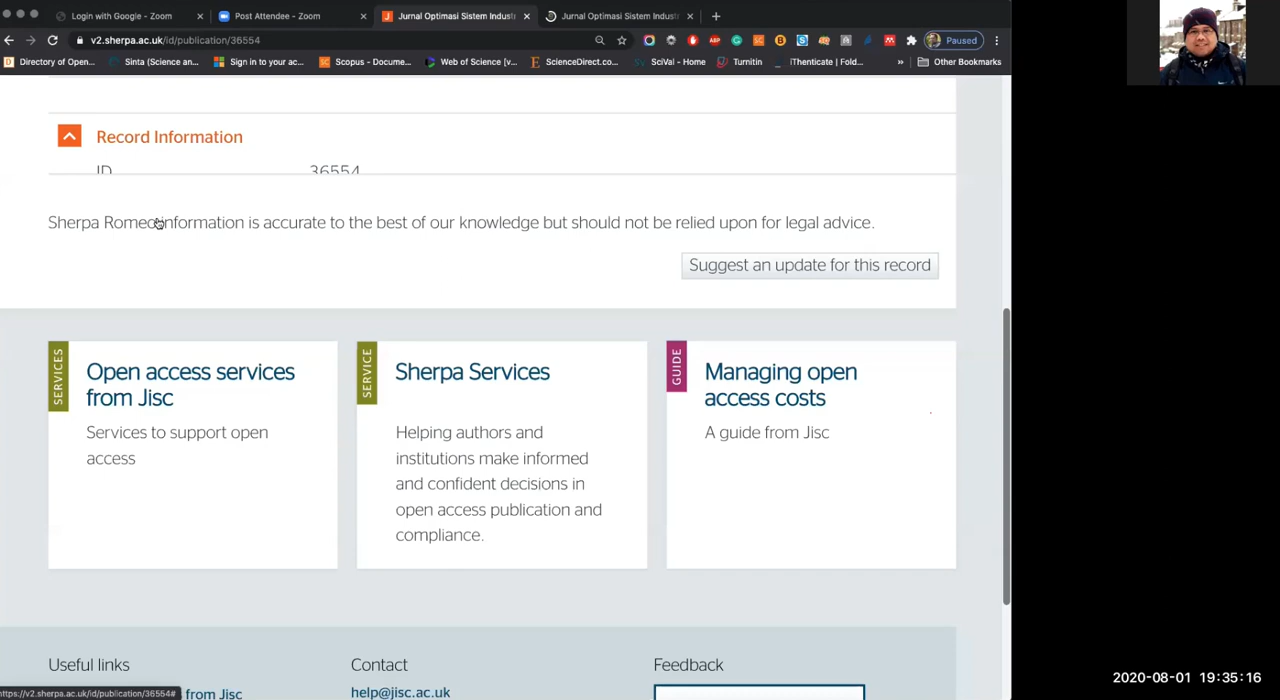 Login with Google - Zoom
Post Attendee - Zoom
Jurnal Optimasi Sistem Industri
Jurnal Optimasi Sistem Industri
v2.sherpa.ac.uk/id/publication/36554
Paused
Directory of Open...
Sinta (Science an...
Sign in to your ac...
Scopus - Docume...
Web of Science [v...
ScienceDirect.co...
SciVal - Home
Turnitin
iThenticate | Fold...
»
Other Bookmarks
Record Information
ID 36554
Sherpa Romeo information is accurate to the best of our knowledge but should not be relied upon for legal advice.
Suggest an update for this record
SERVICES
Open access services
from Jisc
Services to support open
access
SERVICE
Sherpa Services
Helping authors and
institutions make informed
and confident decisions in
open access publication and
compliance.
GUIDE
Managing open
access costs
A guide from Jisc
Useful links
Contact
Feedback
https://v2.sherpa.ac.uk/id/publication/36554#
from Jisc
help@jisc.ac.uk
2020-08-01 19:35:16